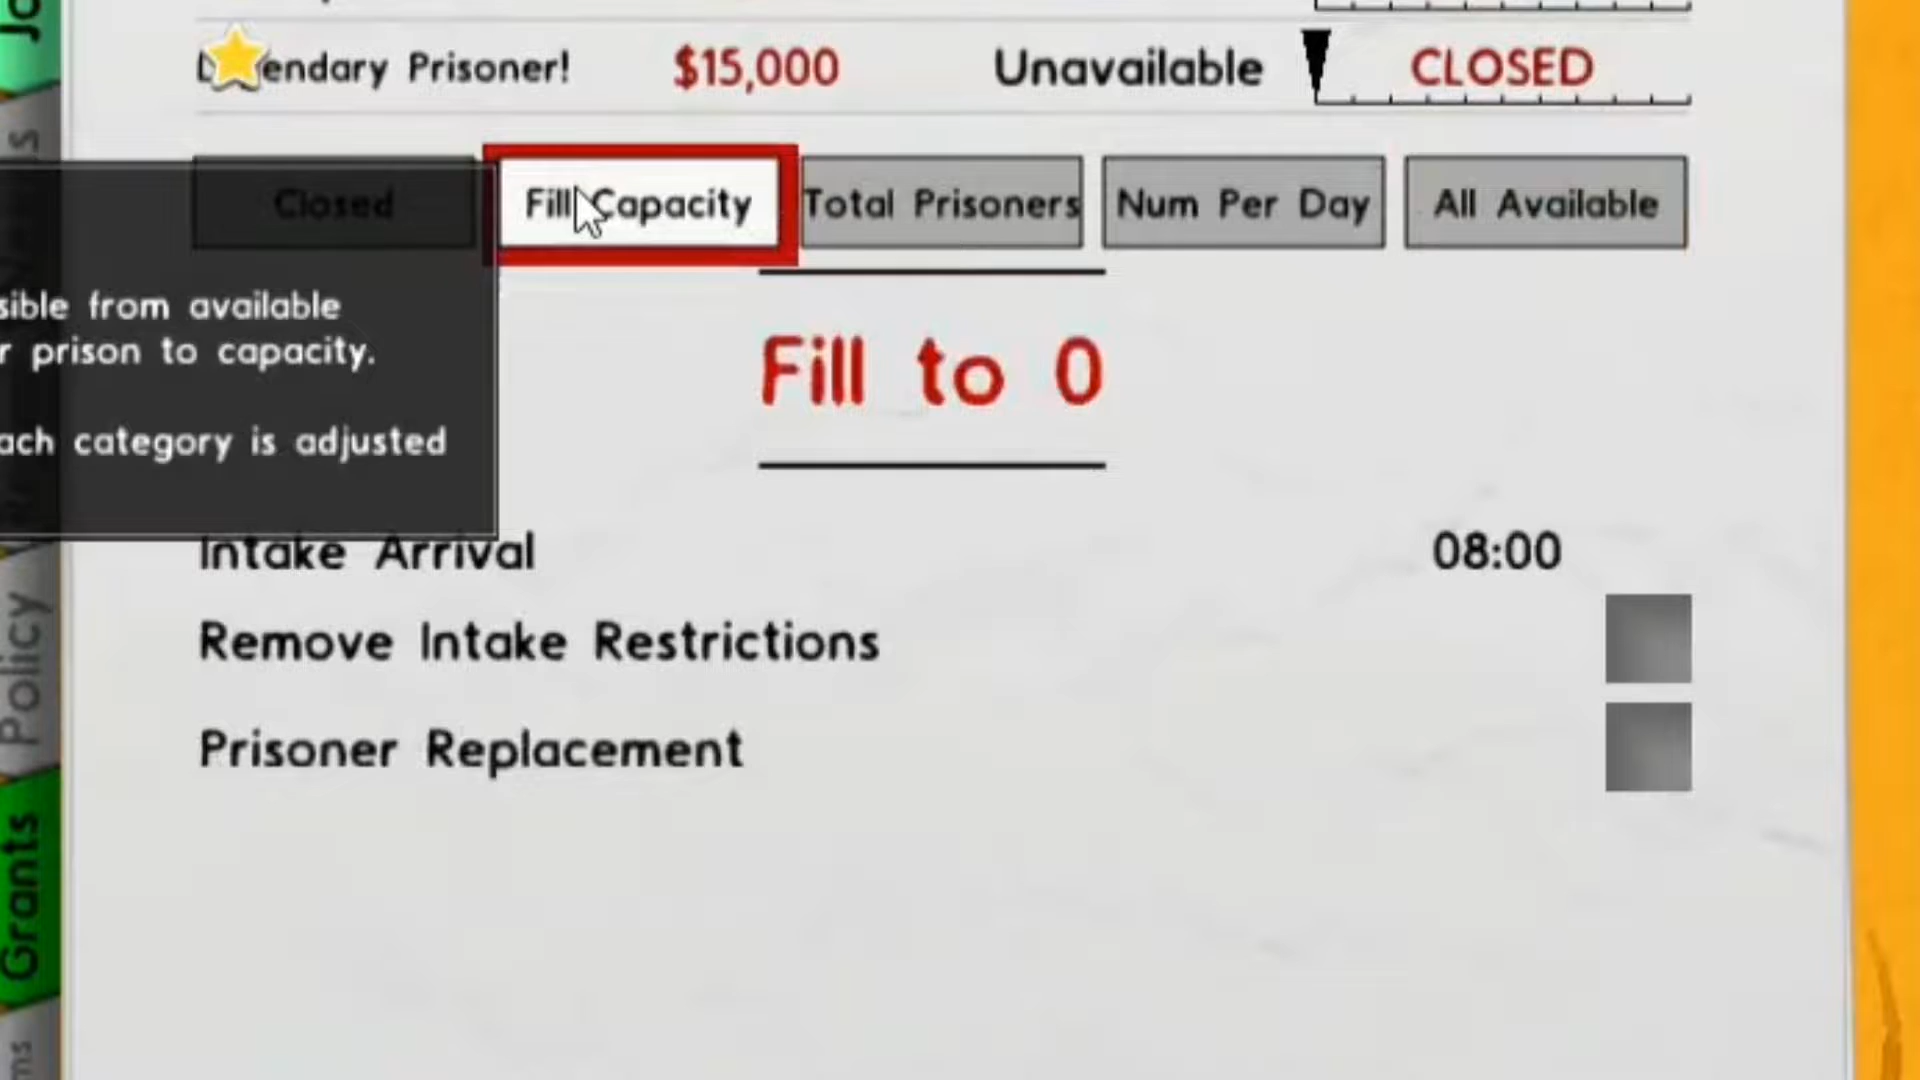 endary Prisoner! $15,000 Unavailable CLOSED
Closed Fill Capacity Total Prisoners Num Per Day All Available
sible from available
r prison to capacity.
ach category is adjusted
Fill to 0
Intake Arrival 08:00
Remove Intake Restrictions
Prisoner Replacement
Policy
Grants